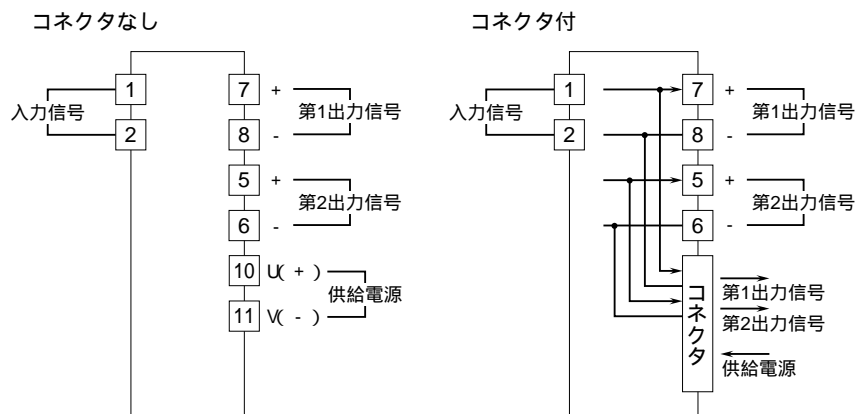 コネクタなし
1
2
入力信号
7 +
8 -
第1出力信号
5 +
6 -
第2出力信号
10 U( + )
11 V( - )
供給電源
コネクタ付
1
2
入力信号
7 +
8 -
第1出力信号
5 +
6 -
第2出力信号
コネクタ
第1出力信号
第2出力信号
供給電源